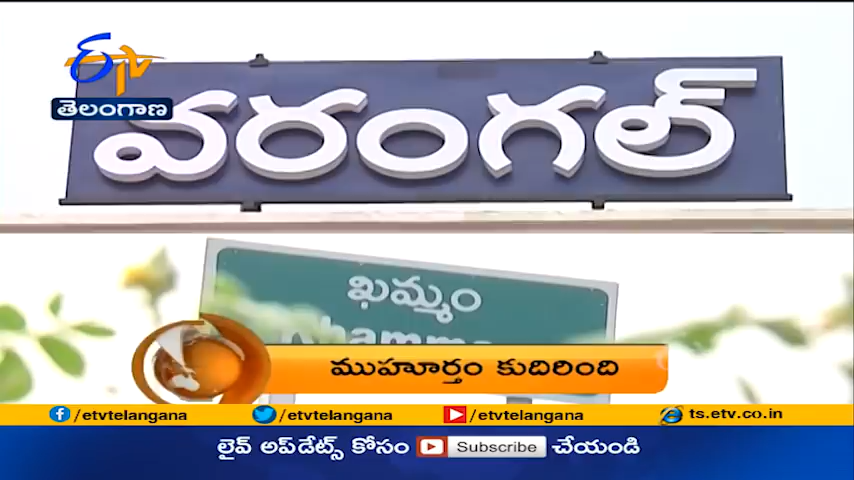 ETV
తెలంగాణ
వరంగల్
ఖమ్మం
ముహూర్తం కుదిరింది
/etvtelangana /etvtelangana /etvtelangana ts.etv.co.in
లైవ్ అప్‌డేట్స్ కోసం Subscribe చేయండి